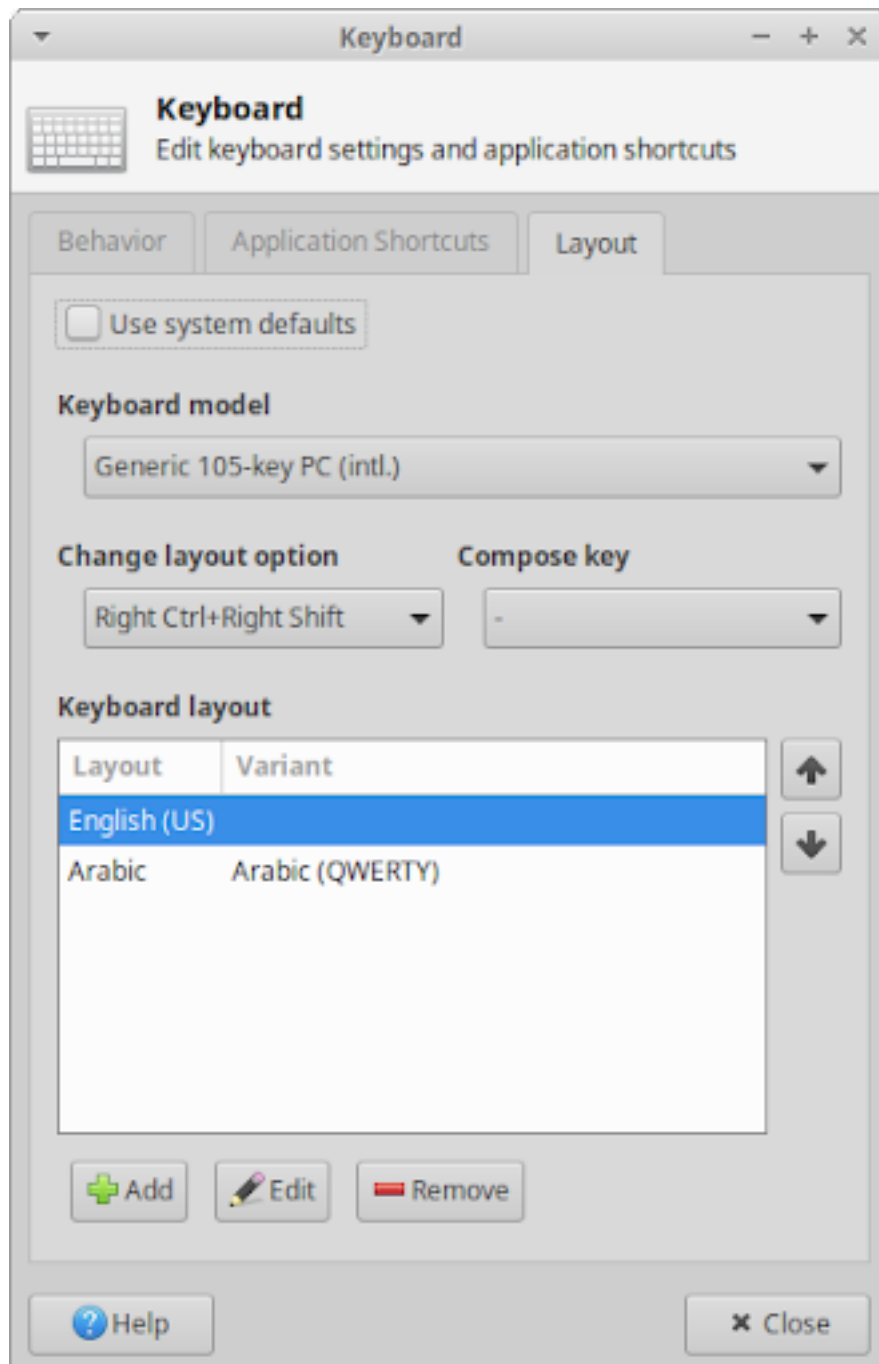 Keyboard
Keyboard
Edit keyboard settings and application shortcuts
Behavior Application Shortcuts Layout
Use system defaults
Keyboard model
Generic 105-key PC (intl.)
Change layout option Compose key
Right Ctrl+Right Shift -
Keyboard layout
Layout Variant
English (US)
Arabic Arabic (QWERTY)
Add Edit Remove
Help Close